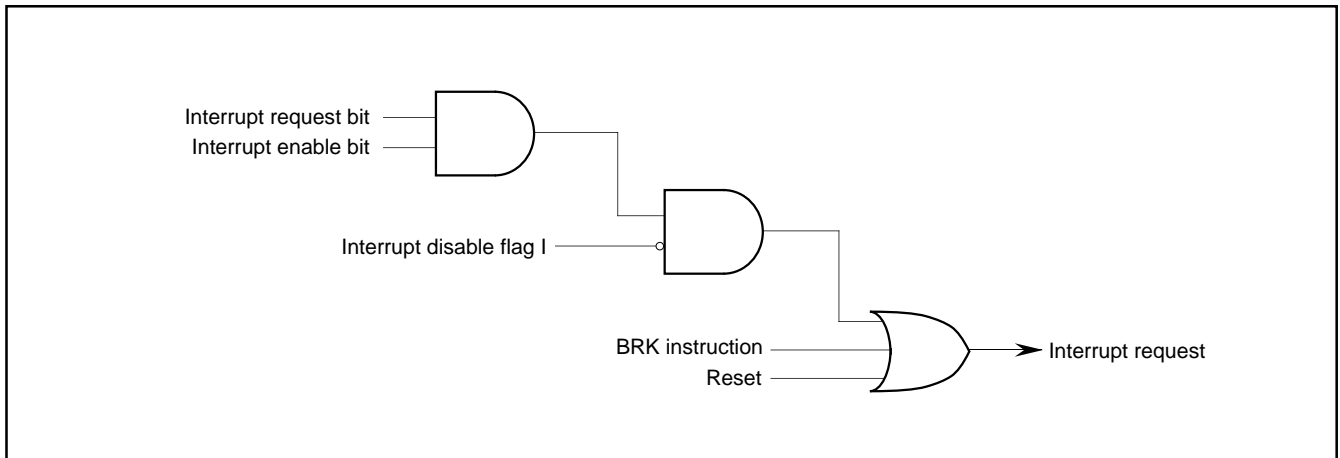 Interrupt request bit
Interrupt enable bit
Interrupt disable flag I
BRK instruction
Reset
Interrupt request